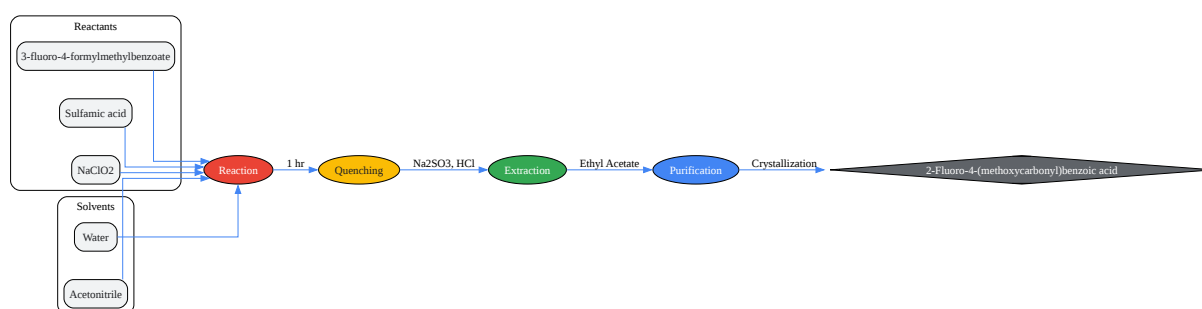 Reactants
3-fluoro-4-formylmethylbenzoate
Sulfamic acid
NaClO2
Solvents
Water
Acetonitrile
Reaction
1 hr
Quenching
Na2SO3, HCl
Extraction
Ethyl Acetate
Purification
Crystallization
2-Fluoro-4-(methoxycarbonyl)benzoic acid